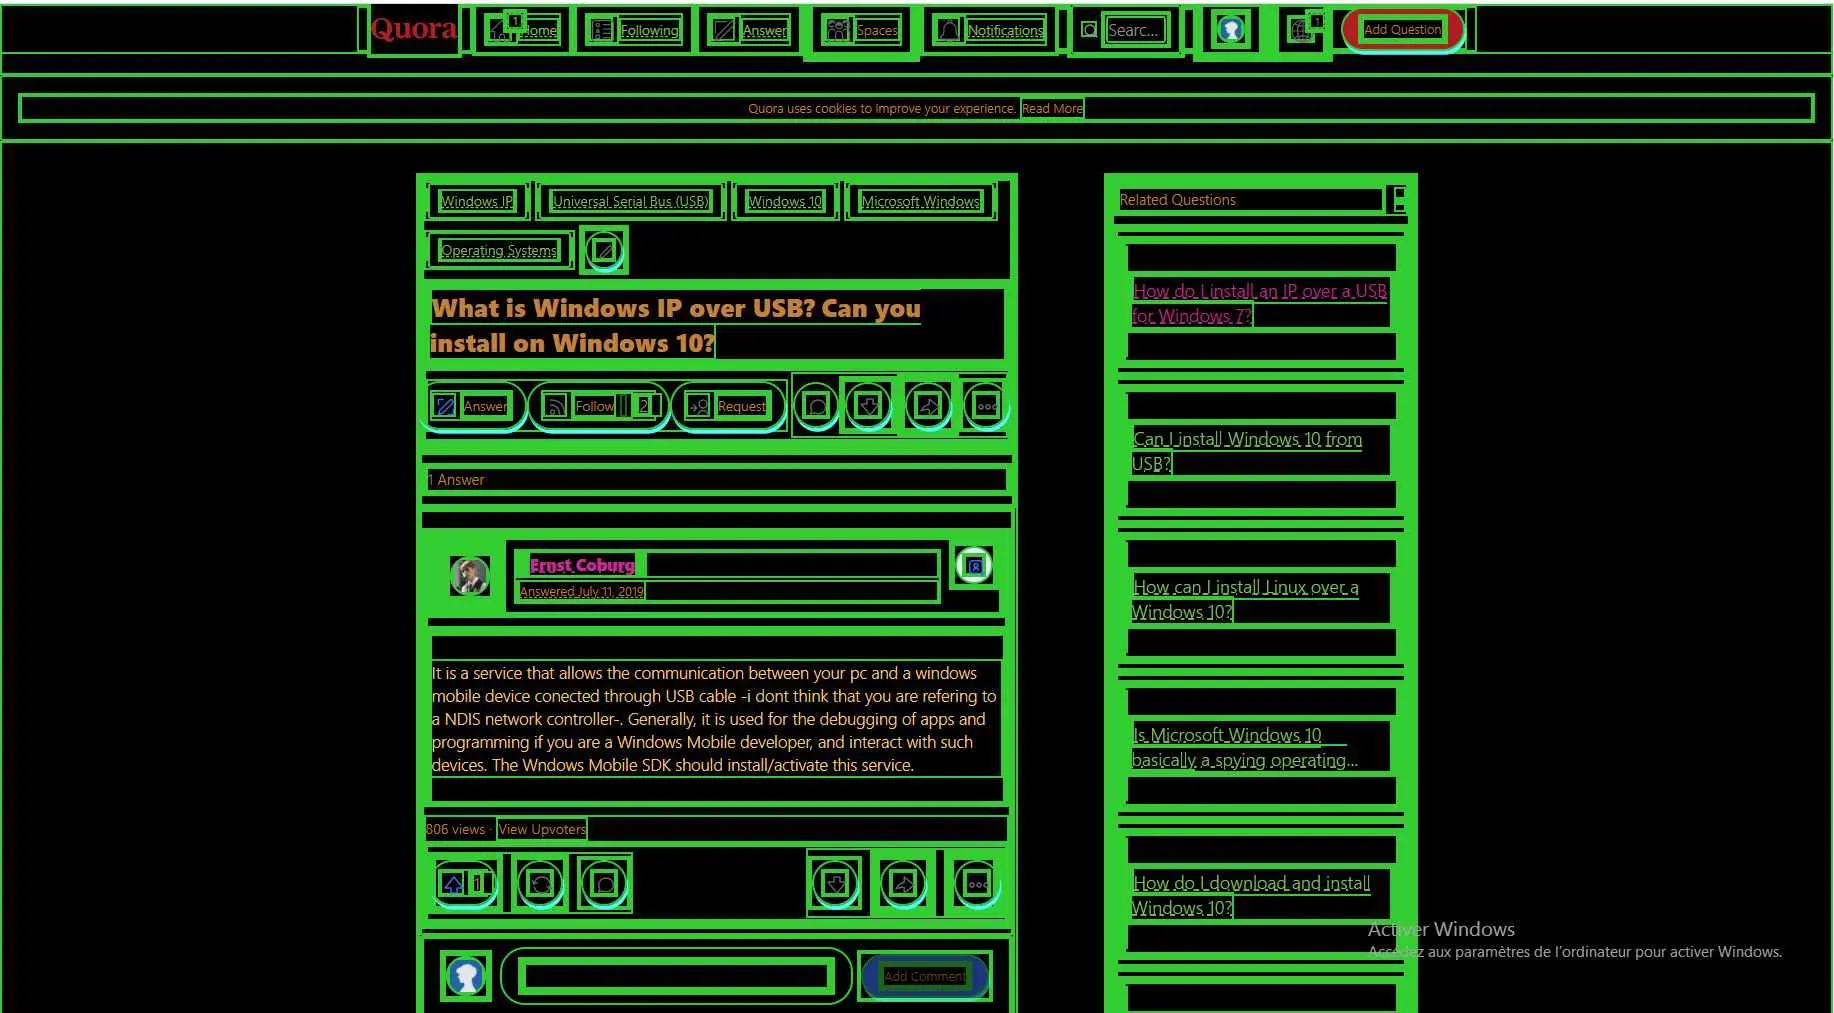 Quora
1 Home Following Answer Spaces Notifications Searc... 1 Add Question
Quora uses cookies to improve your experience. Read More
Windows IP Universal Serial Bus (USB) Windows 10 Microsoft Windows
Operating Systems
What is Windows IP over USB? Can you
install on Windows 10?
Answer Follow 2 Request
1 Answer
Ernst Coburg
Answered July 11, 2019
It is a service that allows the communication between your pc and a windows
mobile device conected through USB cable -i dont think that you are refering to
a NDIS network controller-. Generally, it is used for the debugging of apps and
programming if you are a Windows Mobile developer, and interact with such
devices. The Wndows Mobile SDK should install/activate this service.
806 views · View Upvoters
1
Add Comment
Related Questions
How do I install an IP over a USB
for Windows 7?
Can I install Windows 10 from
USB?
How can I install Linux over a
Windows 10?
Is Microsoft Windows 10
basically a spying operating...
How do I download and install
Windows 10?
Activer Windows
Accédez aux paramètres de l'ordinateur pour activer Windows.